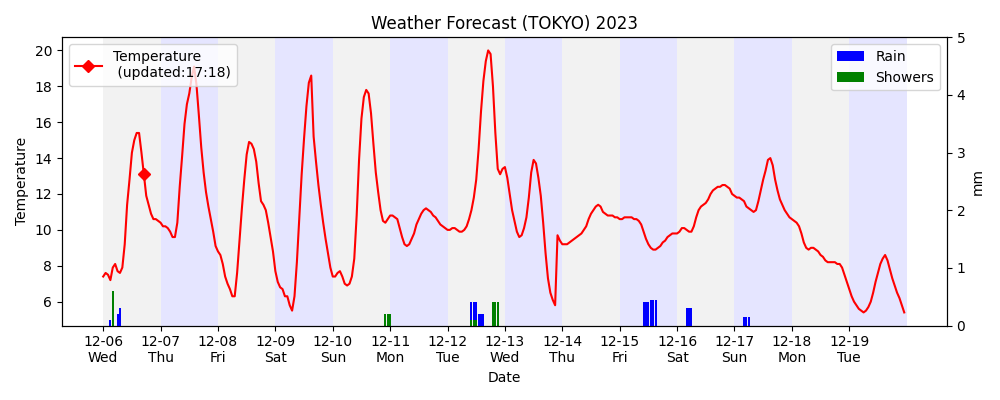 Weather Forecast (TOKYO) 2023
Temperature
(updated:17:18)
Rain
Showers
Temperature
20
18
16
14
12
10
8
6
5
4
3
2
1
0
mm
12-06 12-07 12-08 12-09 12-10 12-11 12-12 12-13 12-14 12-15 12-16 12-17 12-18 12-19
Wed Thu Fri Sat Sun Mon Tue Wed Thu Fri Sat Sun Mon Tue
Date